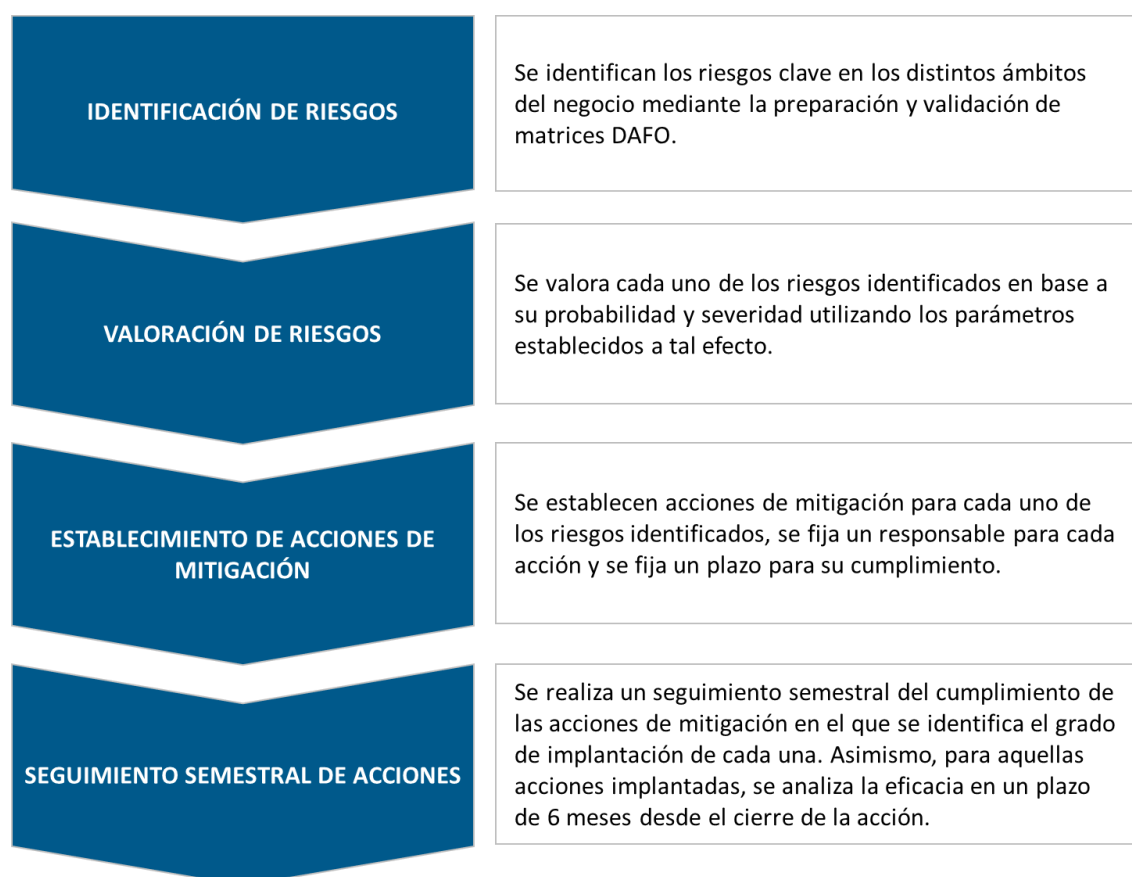 IDENTIFICACIÓN DE RIESGOS
Se identifican los riesgos clave en los distintos ámbitos
del negocio mediante la preparación y validación de
matrices DAFO.
VALORACIÓN DE RIESGOS
Se valora cada uno de los riesgos identificados en base a
su probabilidad y severidad utilizando los parámetros
establecidos a tal efecto.
ESTABLECIMIENTO DE ACCIONES DE
MITIGACIÓN
Se establecen acciones de mitigación para cada uno de
los riesgos identificados, se fija un responsable para cada
acción y se fija un plazo para su cumplimiento.
SEGUIMIENTO SEMESTRAL DE ACCIONES
Se realiza un seguimiento semestral del cumplimiento de
las acciones de mitigación en el que se identifica el grado
de implantación de cada una. Asimismo, para aquellas
acciones implantadas, se analiza la eficacia en un plazo
de 6 meses desde el cierre de la acción.